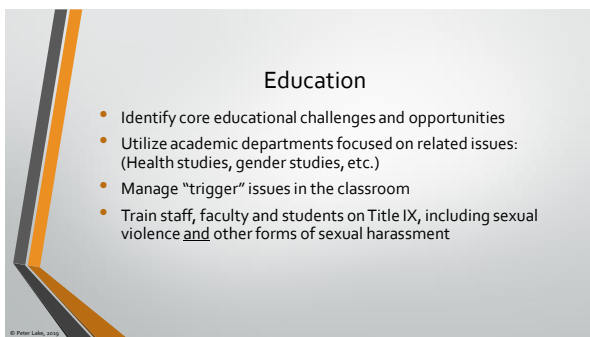 Education
• Identify core educational challenges and opportunities
• Utilize academic departments focused on related issues:
(Health studies, gender studies, etc.)
• Manage “trigger” issues in the classroom
• Train staff, faculty and students on Title IX, including sexual
violence and other forms of sexual harassment
© Peter Lake, 2019